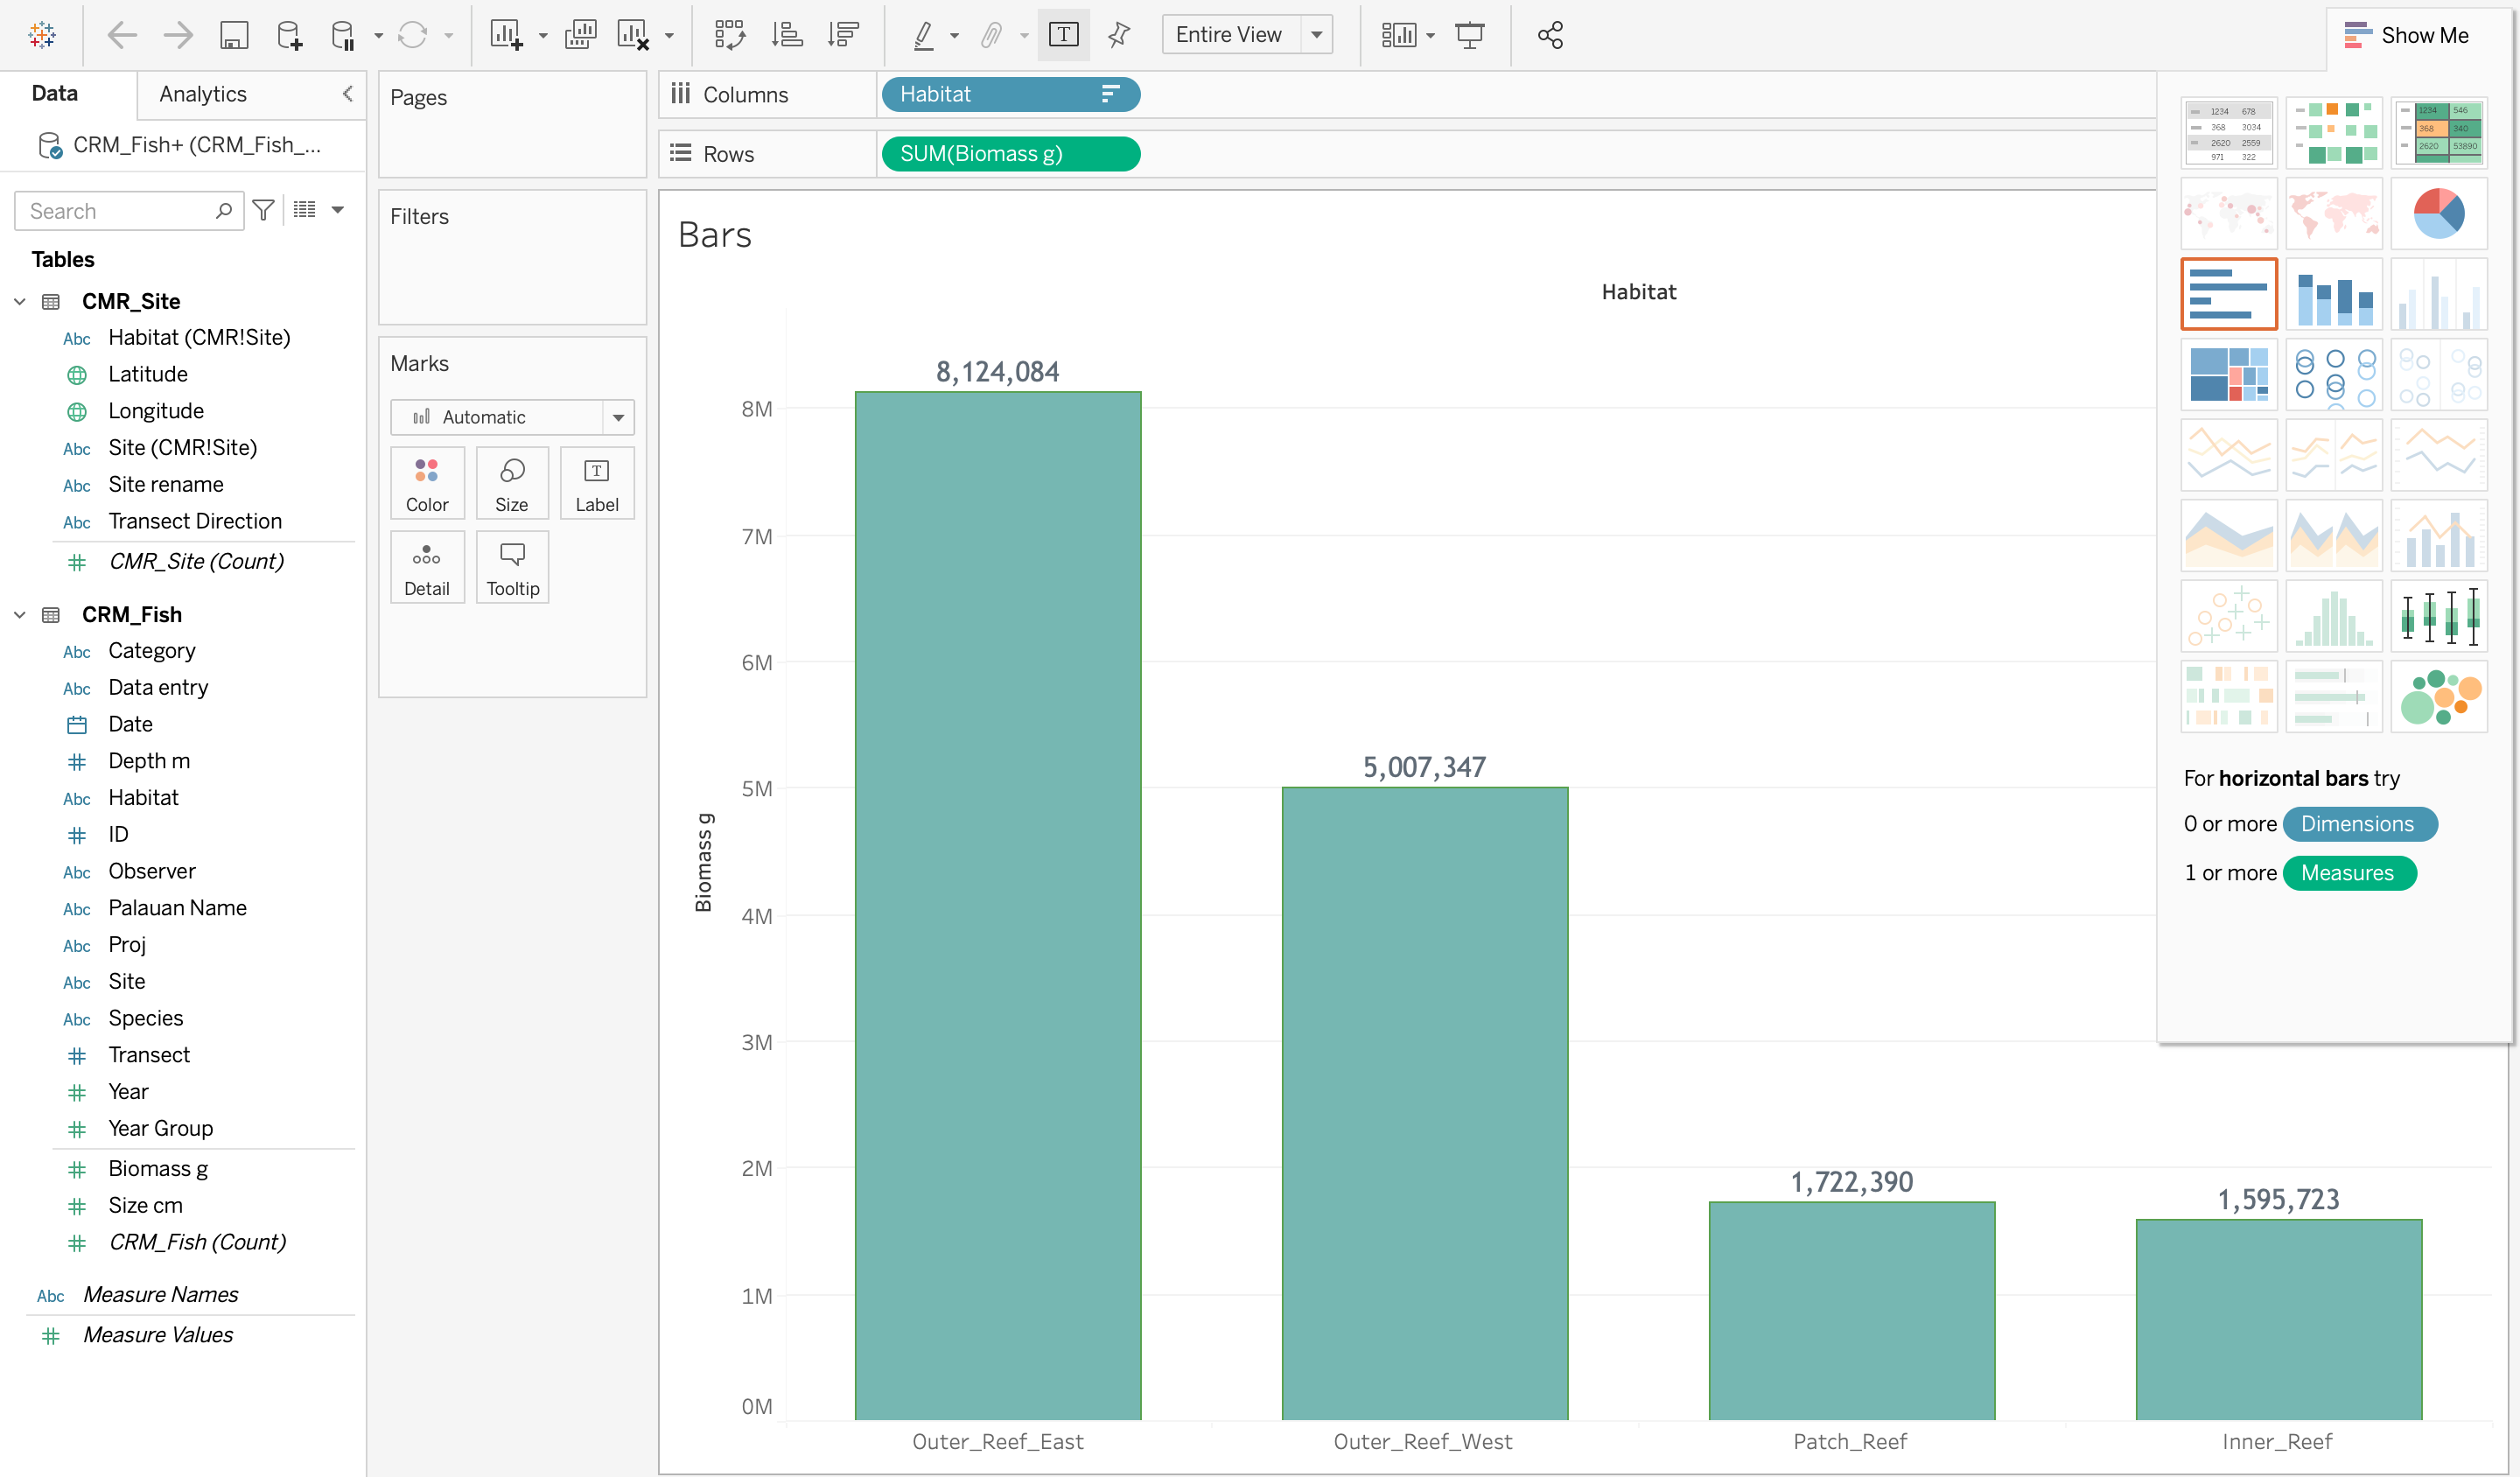 Entire View
Show Me
Data
Analytics
CRM_Fish+ (CRM_Fish_...
Search
Tables
CMR_Site
Abc Habitat (CMR!Site)
Latitude
Longitude
Abc Site (CMR!Site)
Abc Site rename
Abc Transect Direction
CMR_Site (Count)
CRM_Fish
Abc Category
Abc Data entry
Date
Depth m
Abc Habitat
ID
Abc Observer
Abc Palauan Name
Abc Proj
Abc Site
Abc Species
Transect
Year
Year Group
Biomass g
Size cm
CRM_Fish (Count)
Abc Measure Names
Measure Values
Pages
Filters
Marks
Automatic
Color Size Label
Detail Tooltip
Columns Habitat
Rows SUM(Biomass g)
Bars
Habitat
Biomass g
8M
7M
6M
5M
4M
3M
2M
1M
0M
8,124,084
5,007,347
1,722,390
1,595,723
Outer_Reef_East
Outer_Reef_West
Patch_Reef
Inner_Reef
1234 678
368 3034
2620 2559
971 322
1234 546
368 340
2620 53890
For horizontal bars try
0 or more Dimensions
1 or more Measures